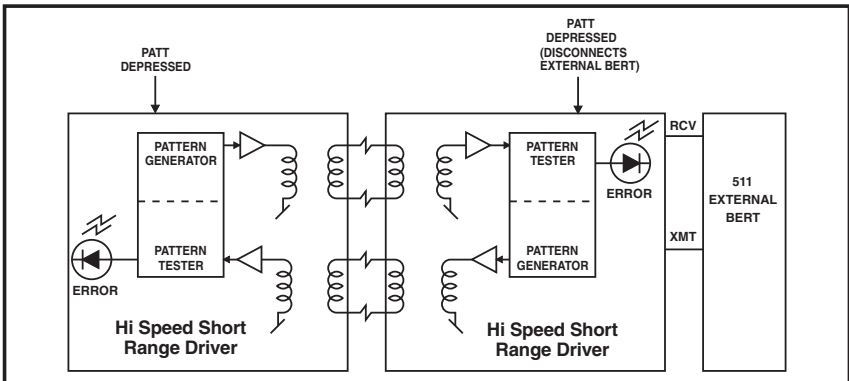 PATT
DEPRESSED
PATT
DEPRESSED
(DISCONNECTS
EXTERNAL BERT)
PATTERN
GENERATOR
PATTERN
TESTER
ERROR
Hi Speed Short
Range Driver
PATTERN
TESTER
ERROR
PATTERN
GENERATOR
Hi Speed Short
Range Driver
RCV
XMT
511
EXTERNAL
BERT